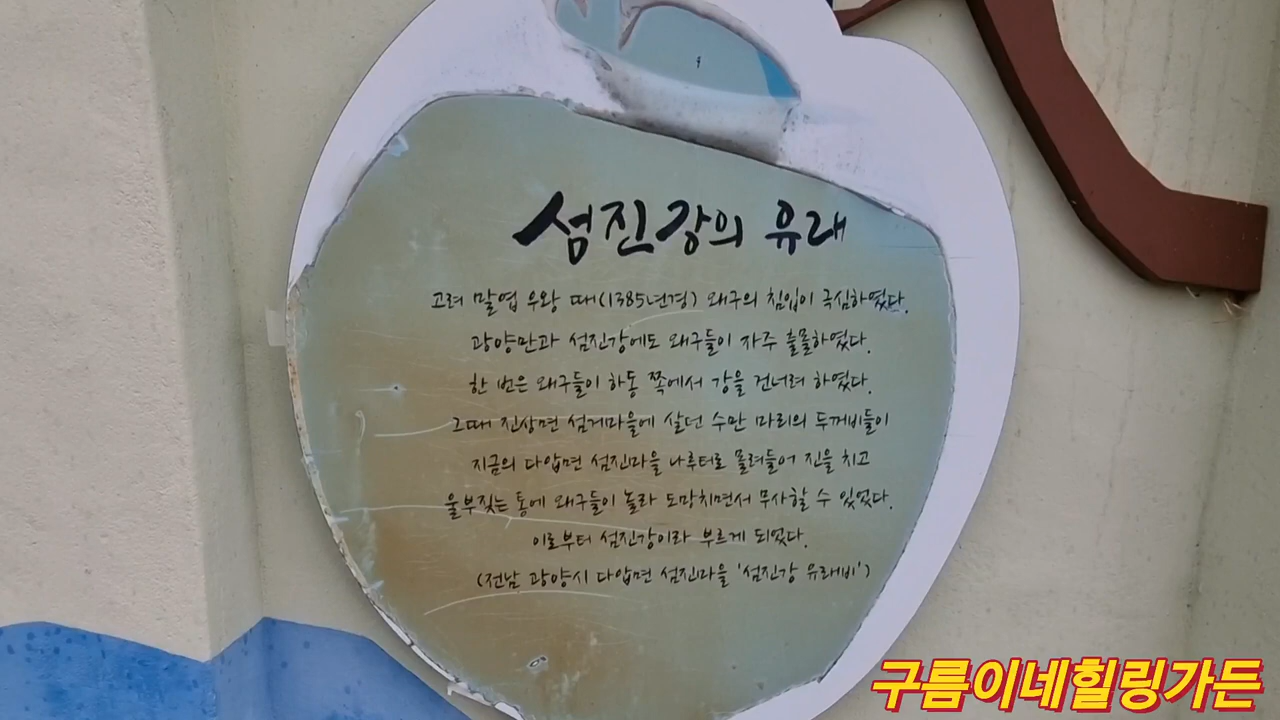 섬진강의 유래
고려 말엽 우왕 때(1385년경) 왜구의 침입이 극심하였다.
광양만과 섬진강에도 왜구들이 자주 출몰하였다.
한 번은 왜구들이 하동 쪽에서 강을 건너려 하였다.
그때 진상면 섬거마을에 살던 수만 마리의 두꺼비들이
지금의 다압면 섬진마을 나루터로 몰려들어 진을 치고
울부짖는 통에 왜구들이 놀라 도망치면서 무사할 수 있었다.
이로부터 섬진강이라 부르게 되었다.
(전남 광양시 다압면 섬진마을 '섬진강 유래비')
구름이네힐링가든